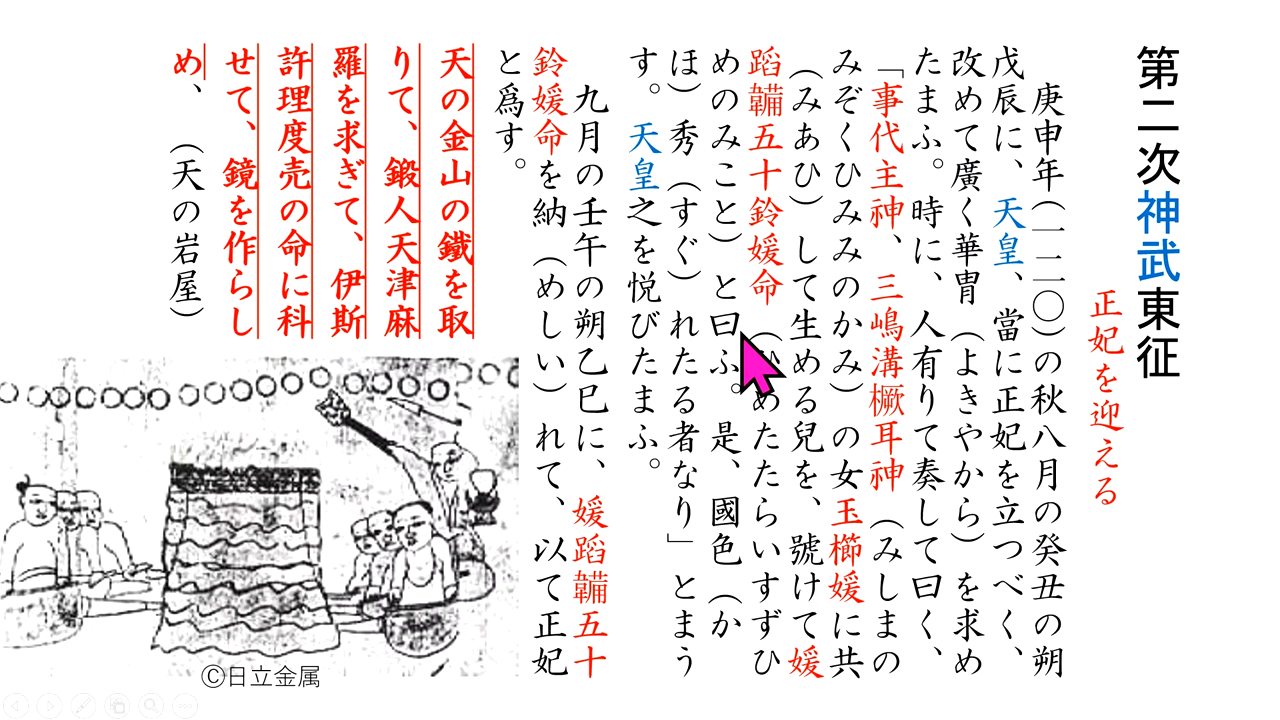 第二次神武東征
正妃を迎える
庚申年（一二〇）の秋八月の癸丑の朔
戊辰に、天皇、當に正妃を立つべく、
改めて廣く華冑（よきやから）を求め
たまふ。時に、人有りて奏して曰く、
「事代主神、三嶋溝橛耳神（みしまの
みぞくひみみのかみ）の女玉櫛媛に共
（みあひ）して生める兒を、號けて媛
蹈韛五十鈴媛命（ひめたたらいすずひ
めのみこと）と曰ふ。是、國色（か
ほ）秀（すぐ）れたる者なり」とまう
す。天皇之を悦びたまふ。
九月の壬午の朔乙巳に、媛蹈韛五十
鈴媛命を納（めしい）れて、以て正妃
と爲す。
天の金山の鐵を取
りて、鍛人天津麻
羅を求ぎて、伊斯
許理度売の命に科
せて、鏡を作らし
め、（天の岩屋）
Ⓒ日立金属